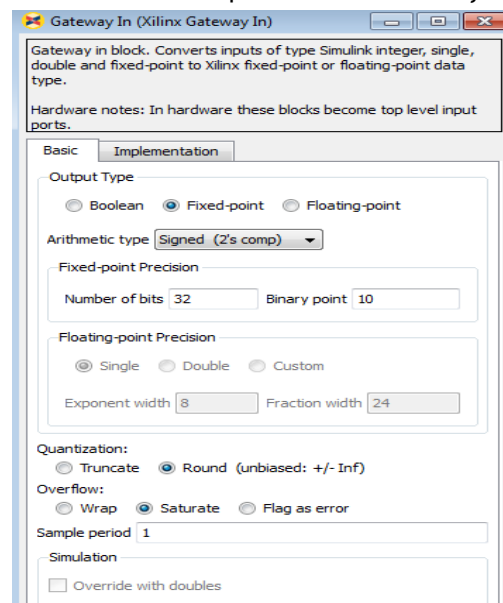 Gateway In (Xilinx Gateway In)
Gateway in block. Converts inputs of type Simulink integer, single,
double and fixed-point to Xilinx fixed-point or floating-point data
type.
Hardware notes: In hardware these blocks become top level input
ports.
Basic Implementation
Output Type
Boolean Fixed-point Floating-point
Arithmetic type Signed (2's comp)
Fixed-point Precision
Number of bits 32 Binary point 10
Floating-point Precision
Single Double Custom
Exponent width 8 Fraction width 24
Quantization:
Truncate Round (unbiased: +/- Inf)
Overflow:
Wrap Saturate Flag as error
Sample period 1
Simulation
Override with doubles